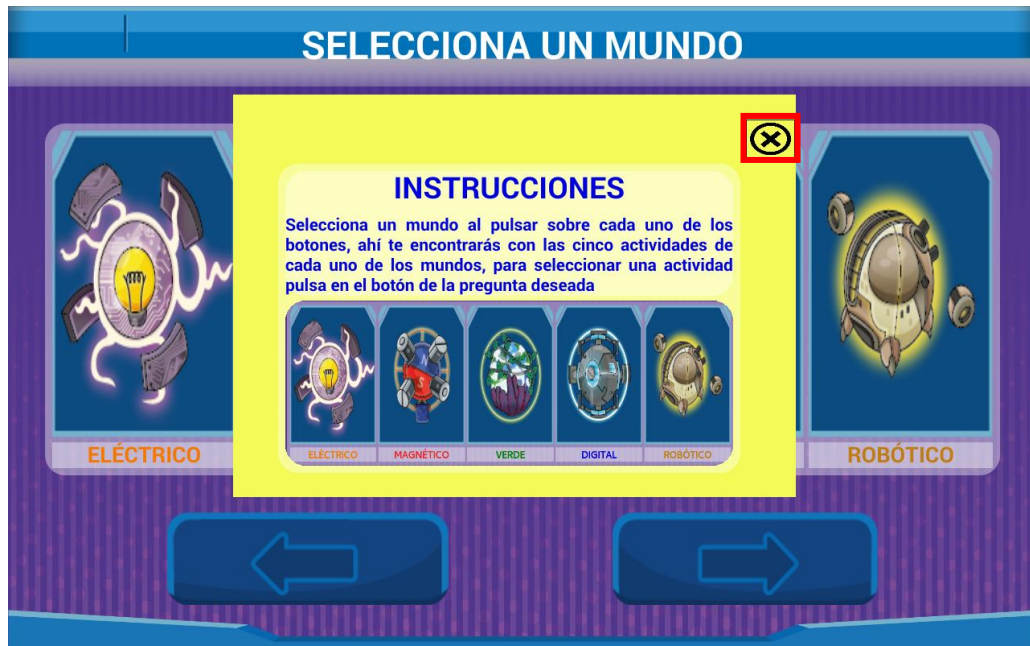 SELECCIONA UN MUNDO
INSTRUCCIONES
Selecciona un mundo al pulsar sobre cada uno de los
botones, ahí te encontrarás con las cinco actividades de
cada uno de los mundos, para seleccionar una actividad
pulsa en el botón de la pregunta deseada
ELÉCTRICO
MAGNÉTICO
VERDE
DIGITAL
ROBÓTICO
ELÉCTRICO
ROBÓTICO